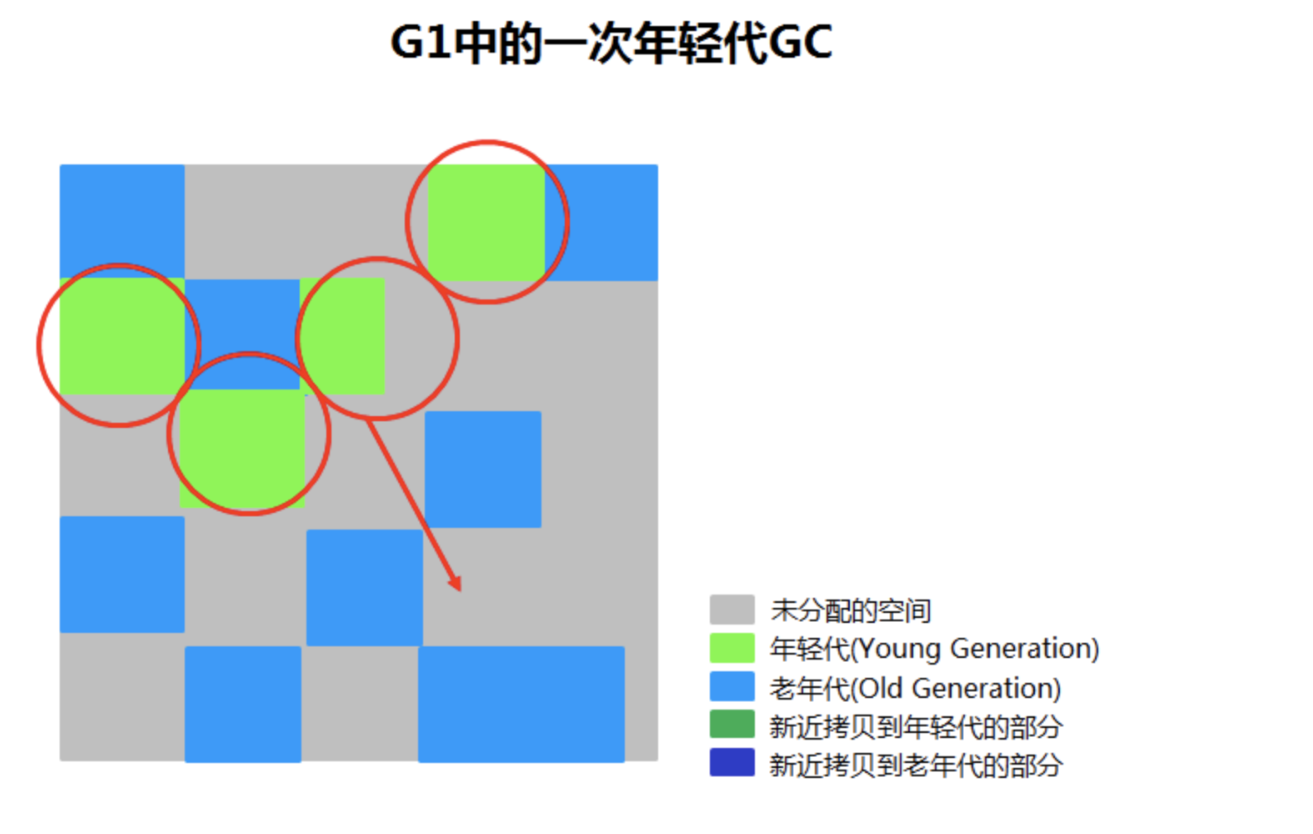 G1中的一次年轻代GC
未分配的空间
年轻代(Young Generation)
老年代(Old Generation)
新近拷贝到年轻代的部分
新近拷贝到老年代的部分